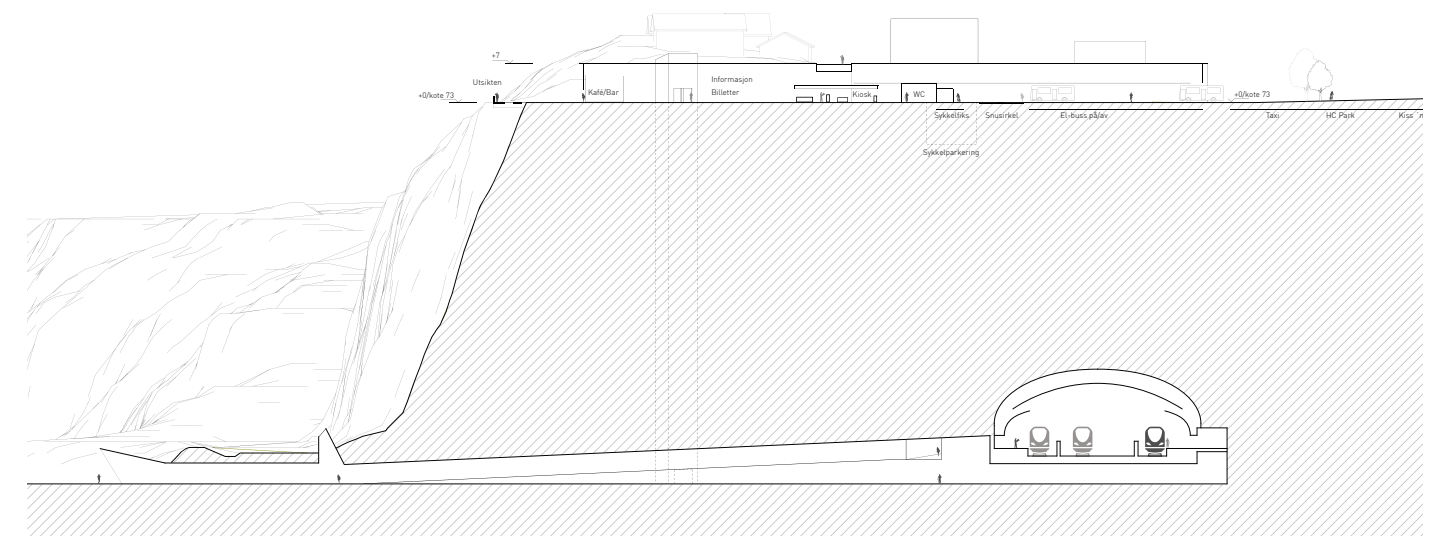 +7
Utsikten
+0/kote 73
Kafé/Bar
Informasjon
Billetter
Kiosk
WC
+0/kote 73
Sykkelfiks
Snusirkel
El-buss på/av
Taxi
HC Park
Kiss
Sykkelparkering